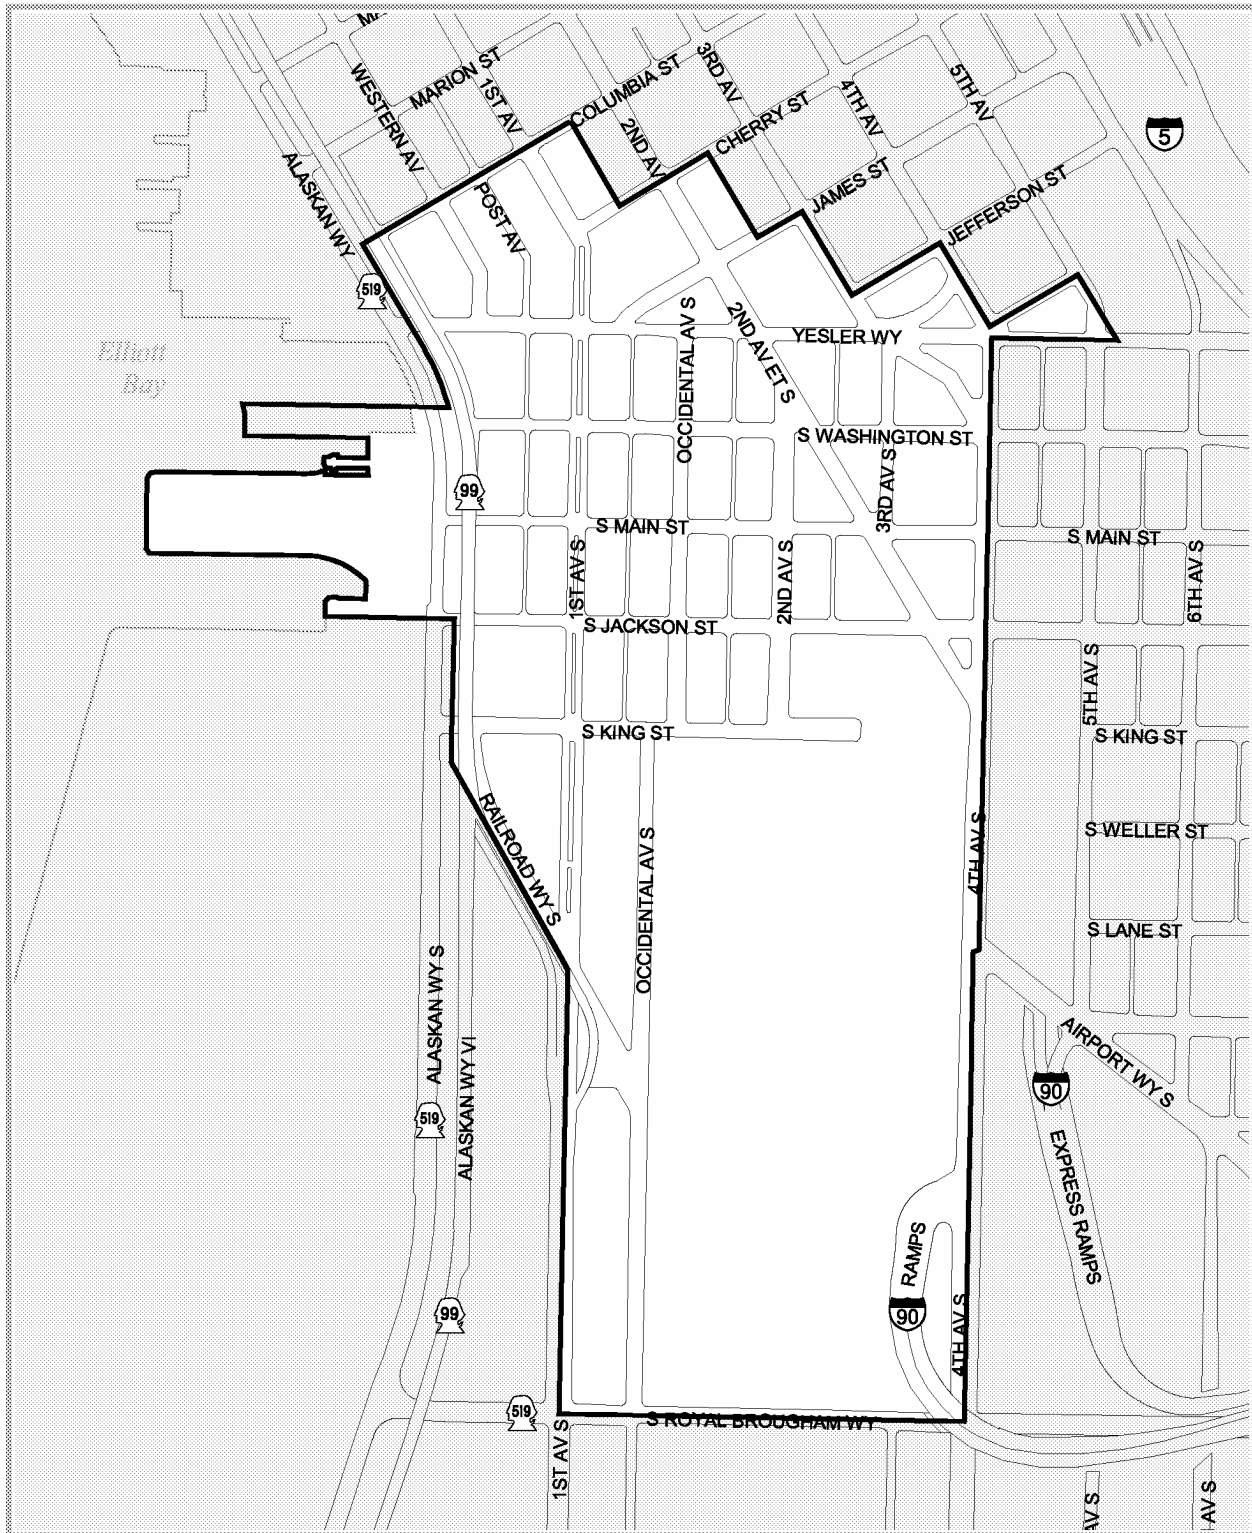 MARION ST
COLUMBIA ST
3RD AV
4TH AV
5TH AV
WESTERN AV
1ST AV
2ND AV
CHERRY ST
JAMES ST
JEFFERSON ST
5
ALASKAN WY
POST AV
519
Elliott
Bay
OCCIDENTAL AV S
2ND AV ET S
YESLER WY
S WASHINGTON ST
99
3RD AV S
S MAIN ST
S MAIN ST
1ST AV S
2ND AV S
6TH AV S
S JACKSON ST
5TH AV S
S KING ST
S KING ST
RAILROAD WY S
OCCIDENTAL AV S
4TH AV S
S WELLER ST
S LANE ST
ALASKAN WY S
ALASKAN WY VI
AIRPORT WY S
90
519
EXPRESS RAMPS
RAMPS
99
90
4TH AV S
519
S ROYAL BROUGHAM WY
1ST AV S
AV S
AV S